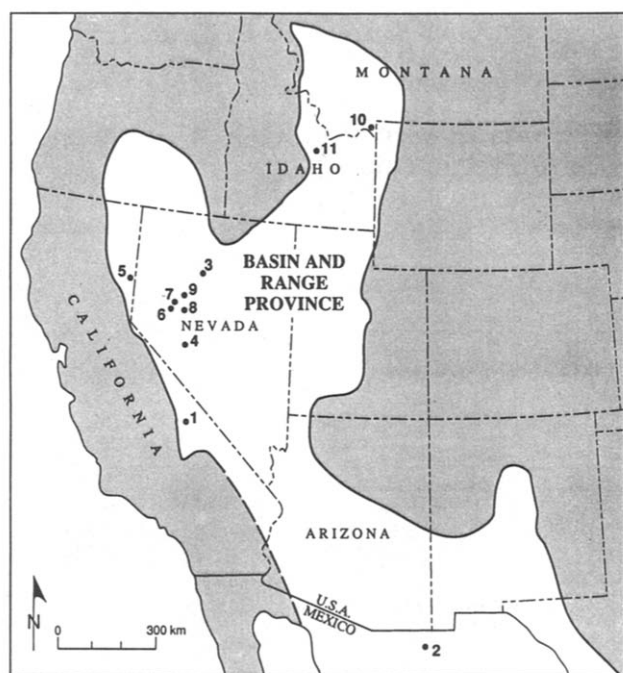 MONTANA
10
11
IDAHO
BASIN AND
RANGE
PROVINCE
3
5
9
7
8
6
NEVADA
4
CALIFORNIA
1
ARIZONA
U.S.A.
MEXICO
N
0 300 km
2